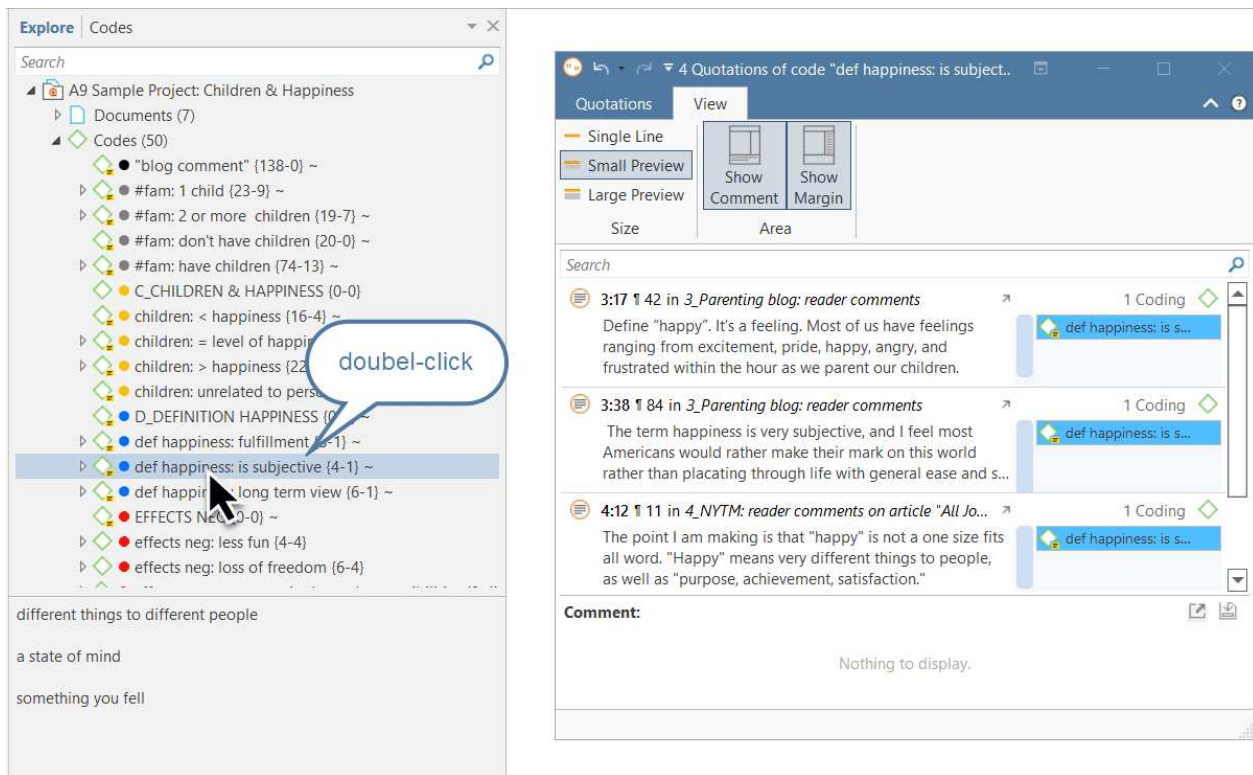 Explore Codes
Search
A9 Sample Project: Children & Happiness
Documents (7)
Codes (50)
"blog comment" {138-0} ~
#fam: 1 child {23-9} ~
#fam: 2 or more children {19-7} ~
#fam: don't have children {20-0} ~
#fam: have children {74-13} ~
C_CHILDREN & HAPPINESS {0-0}
children: < happiness {16-4} ~
children: = level of happin
children: > happiness {22
children: unrelated to perso
D_DEFINITION HAPPINESS {0 ~
def happiness: fulfillment -1} ~
def happiness: is subjective {4-1} ~
def happin : long term view {6-1} ~
EFFECTS NE 0-0} ~
effects neg: less fun {4-4}
effects neg: loss of freedom {6-4}
doubel-click
different things to different people
a state of mind
something you fell
4 Quotations of code "def happiness: is subject..
Quotations View
Single Line
Small Preview
Large Preview
Size
Show Comment
Show Margin
Area
Search
3:17 ¶ 42 in 3_Parenting blog: reader comments 1 Coding
Define "happy". It's a feeling. Most of us have feelings
ranging from excitement, pride, happy, angry, and
frustrated within the hour as we parent our children.
def happiness: is s...
3:38 ¶ 84 in 3_Parenting blog: reader comments 1 Coding
The term happiness is very subjective, and I feel most
Americans would rather make their mark on this world
rather than placating through life with general ease and s...
def happiness: is s...
4:12 ¶ 11 in 4_NYTM: reader comments on article "All Jo... 1 Coding
The point I am making is that "happy" is not a one size fits
all word. "Happy" means very different things to people,
as well as "purpose, achievement, satisfaction."
def happiness: is s...
Comment:
Nothing to display.